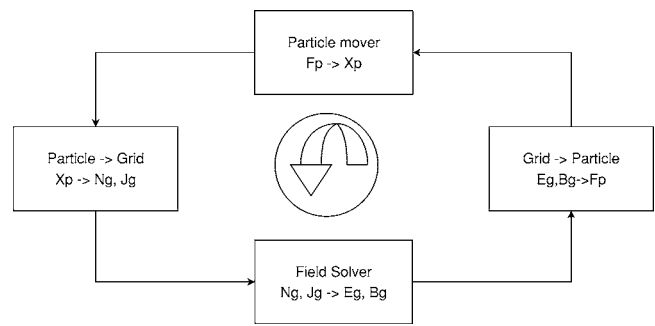 Particle mover
Fp -> Xp
Particle -> Grid
Xp -> Ng, Jg
Grid -> Particle
Eg,Bg->Fp
Field Solver
Ng, Jg -> Eg, Bg